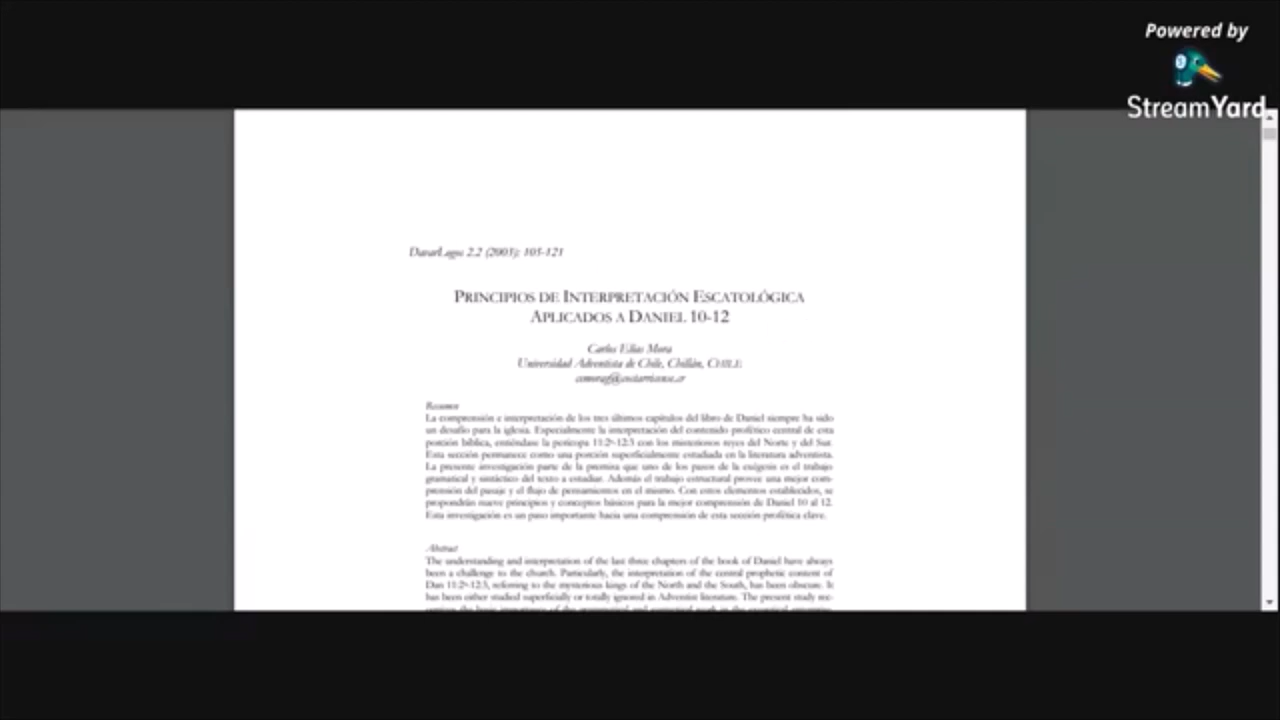 Powered by
StreamYard
DavarLogos 2.2 (2003): 105-121
PRINCIPIOS DE INTERPRETACIÓN ESCATOLÓGICA
APLICADOS A DANIEL 10-12
Carlos Elías Mora
Universidad Adventista de Chile, Chillán, CHILE
Resumen
La comprensión e interpretación de los tres últimos capítulos del libro de Daniel siempre ha sido
un desafío para la iglesia. Especialmente la interpretación del contenido profético central de esta
porción bíblica, entiéndase la perícopa 11:2b-12:3 con los misteriosos reyes del Norte y del Sur.
Esta sección permanece como una porción superficialmente estudiada en la literatura adventista.
La presente investigación parte de la premisa que uno de los pasos de la exégesis es el trabajo
gramatical y sintáctico del texto a estudiar. Además el trabajo estructural provee una mejor com-
prensión del pasaje y el flujo de pensamientos en el mismo. Con estos elementos establecidos, se
propondrán nueve principios y conceptos básicos para la mejor comprensión de Daniel 10 al 12.
Esta investigación es un paso importante hacia una comprensión de esta sección profética clave.
Abstract
The understanding and interpretation of the last three chapters of the book of Daniel have always
been a challenge to the church. Particularly, the interpretation of the central prophetic content of
Dan 11:2b-12:3, referring to the mysterious kings of the North and the South, has been obscure. It
has been either studied superficially or totally ignored in Adventist literature. The present study